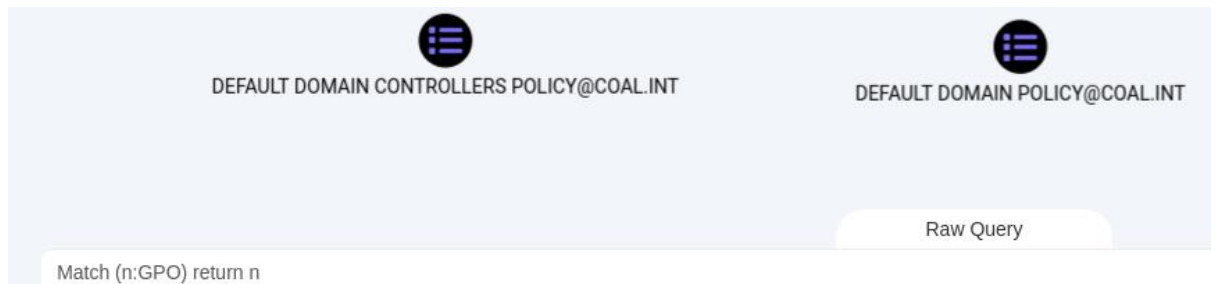 DEFAULT DOMAIN CONTROLLERS POLICY@COAL.INT
DEFAULT DOMAIN POLICY@COAL.INT
Raw Query
Match (n:GPO) return n